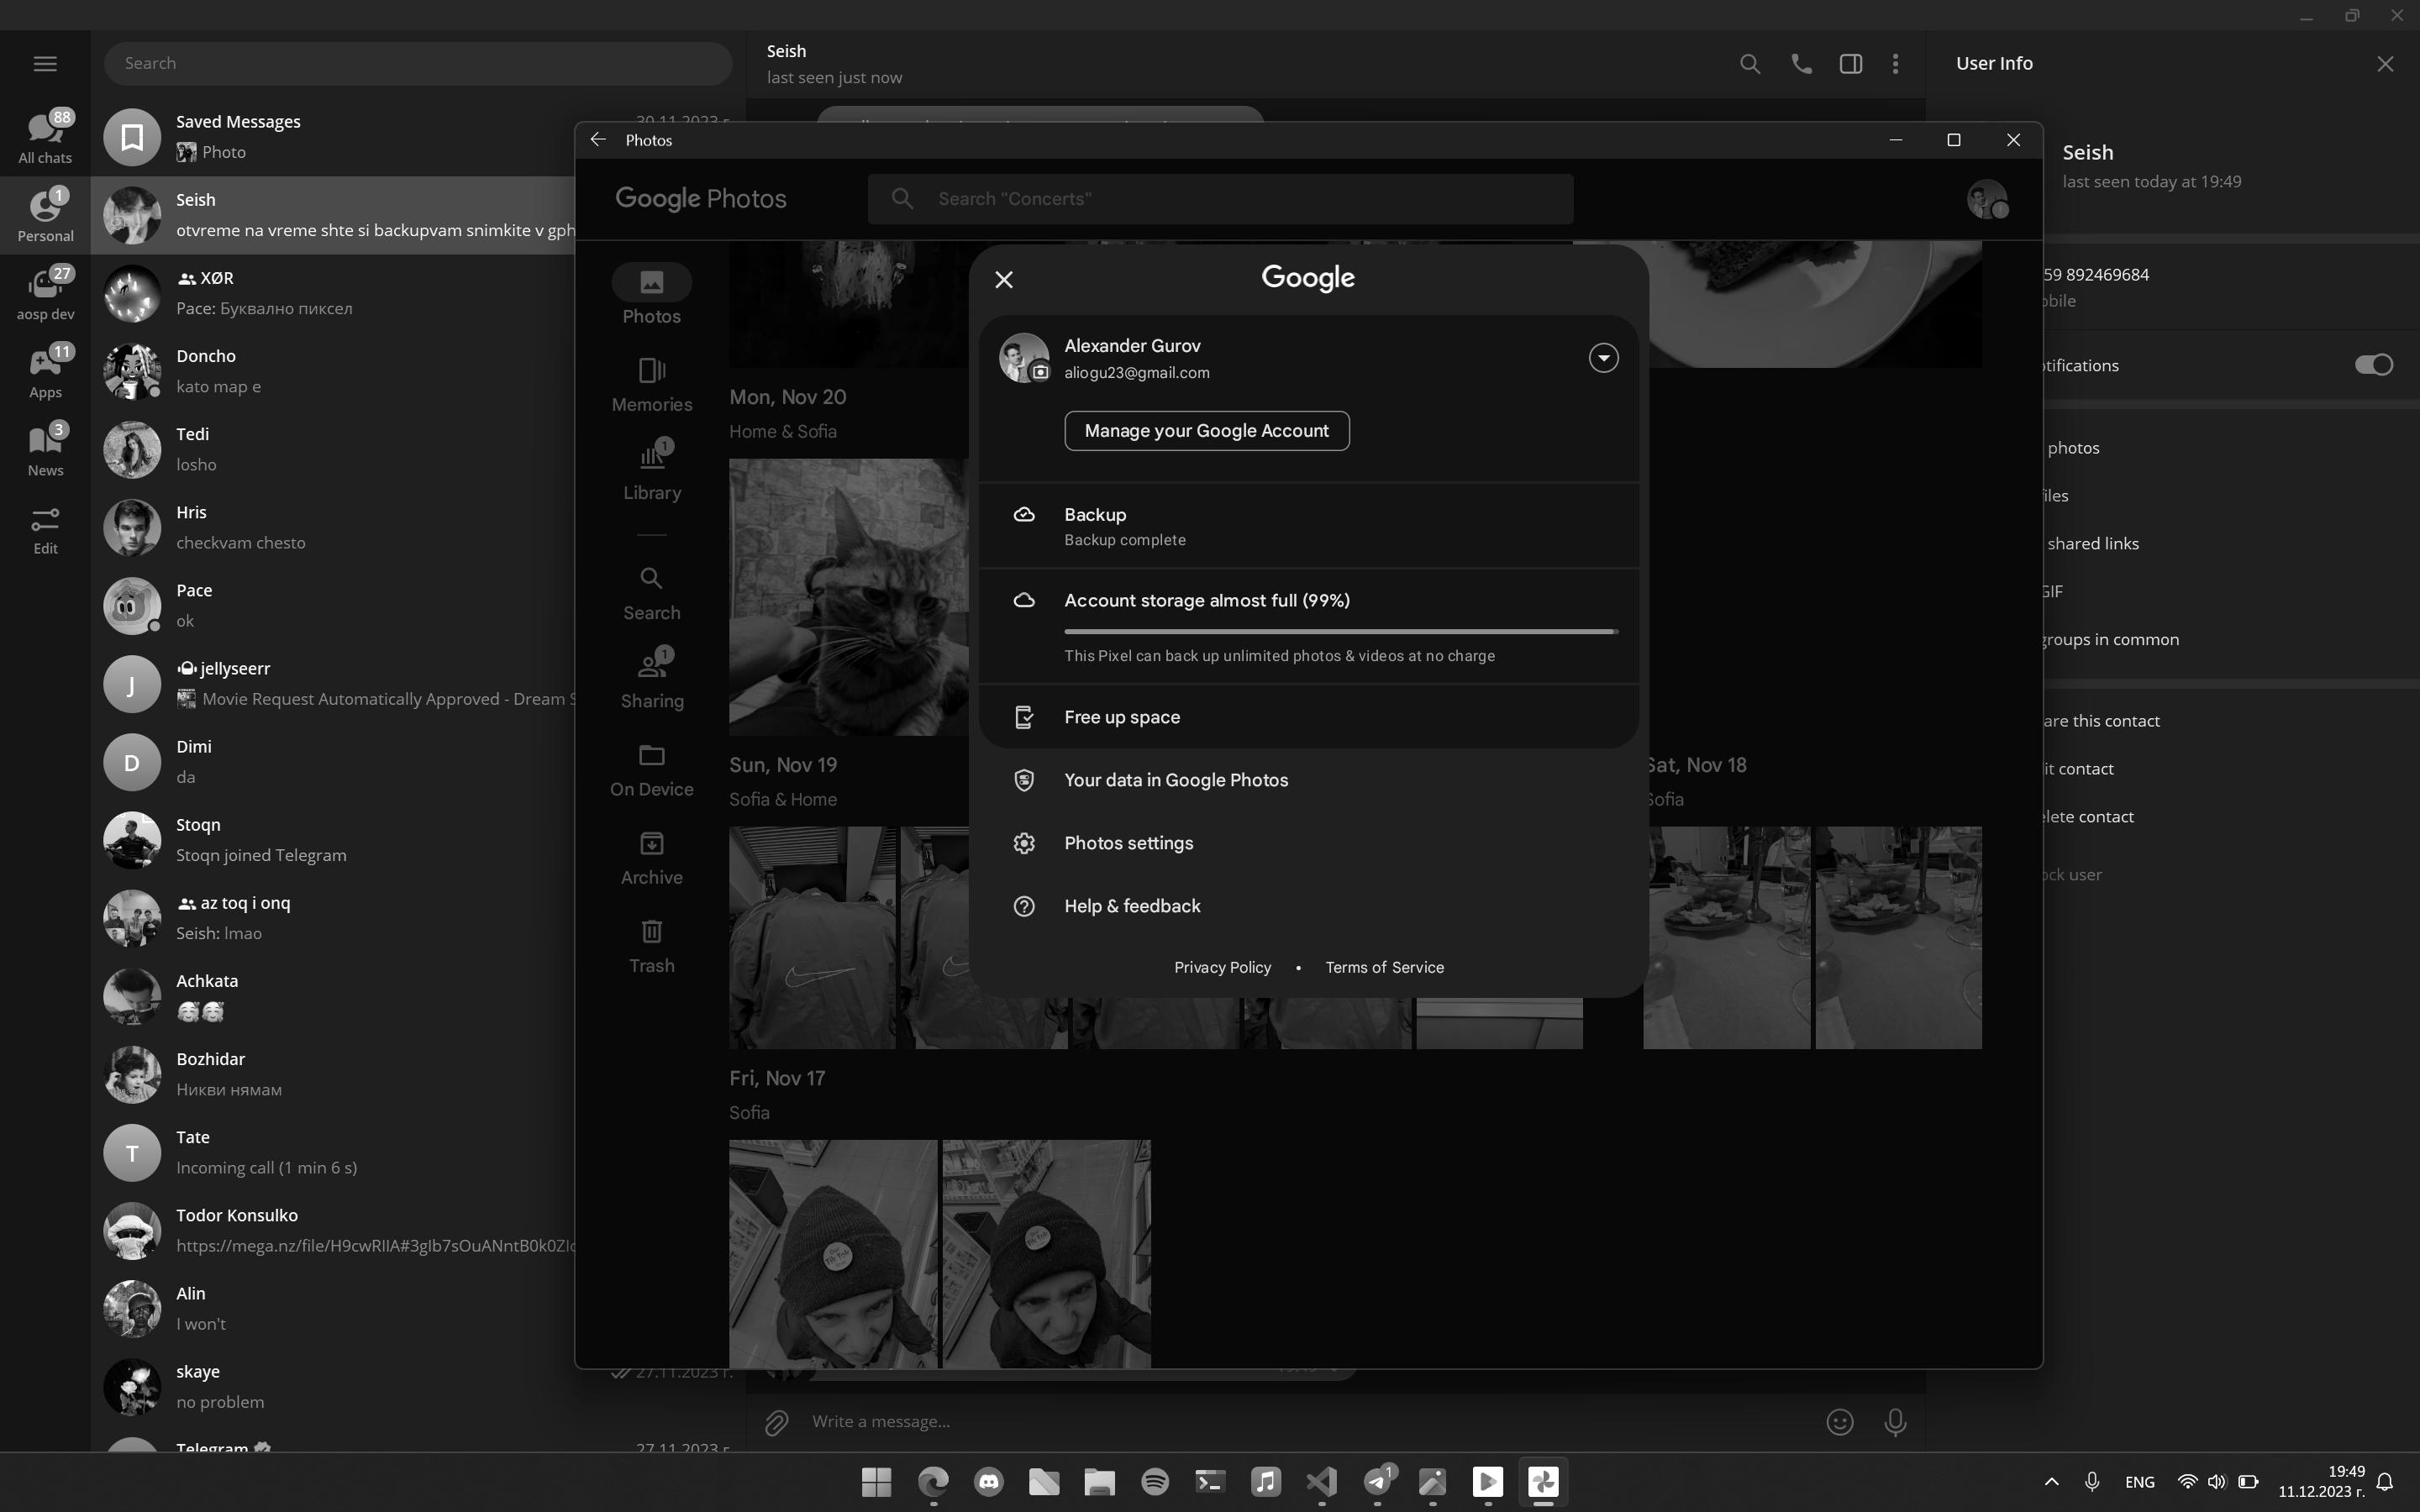 Search
88
All chats
1
Personal
27
aosp dev
11
Apps
3
News
Edit
Saved Messages
Photo
Seish
otvreme na vreme shte si backupvam snimkite v gph
XØR
Pace: Буквално пиксел
Doncho
kato map e
Tedi
losho
Hris
checkvam chesto
Pace
ok
J
jellyseerr
Movie Request Automatically Approved - Dream S
D
Dimi
da
Stoqn
Stoqn joined Telegram
az toq i onq
Seish: lmao
Achkata
Bozhidar
Никви нямам
T
Tate
Incoming call (1 min 6 s)
Todor Konsulko
Alin
I won't
skaye
no problem
27.11.2023 г.
Telegram
27.11.2023 г.
30.11.2023 г.
Seish
last seen just now
Photos
Google Photos
Search "Concerts"
Photos
Memories
1
Library
Search
1
Sharing
On Device
Archive
Trash
Mon, Nov 20
Home & Sofia
Sun, Nov 19
Sofia & Home
Sat, Nov 18
Sofia
Fri, Nov 17
Sofia
Google
Alexander Gurov
aliogu23@gmail.com
Manage your Google Account
Backup
Backup complete
Account storage almost full (99%)
This Pixel can back up unlimited photos & videos at no charge
Free up space
Your data in Google Photos
Photos settings
Help & feedback
Privacy Policy • Terms of Service
Write a message...
User Info
Seish
last seen today at 19:49
59 892469684
obile
otifications
photos
files
shared links
GIF
groups in common
are this contact
it contact
elete contact
ock user
1
ENG
19:49
11.12.2023 г.